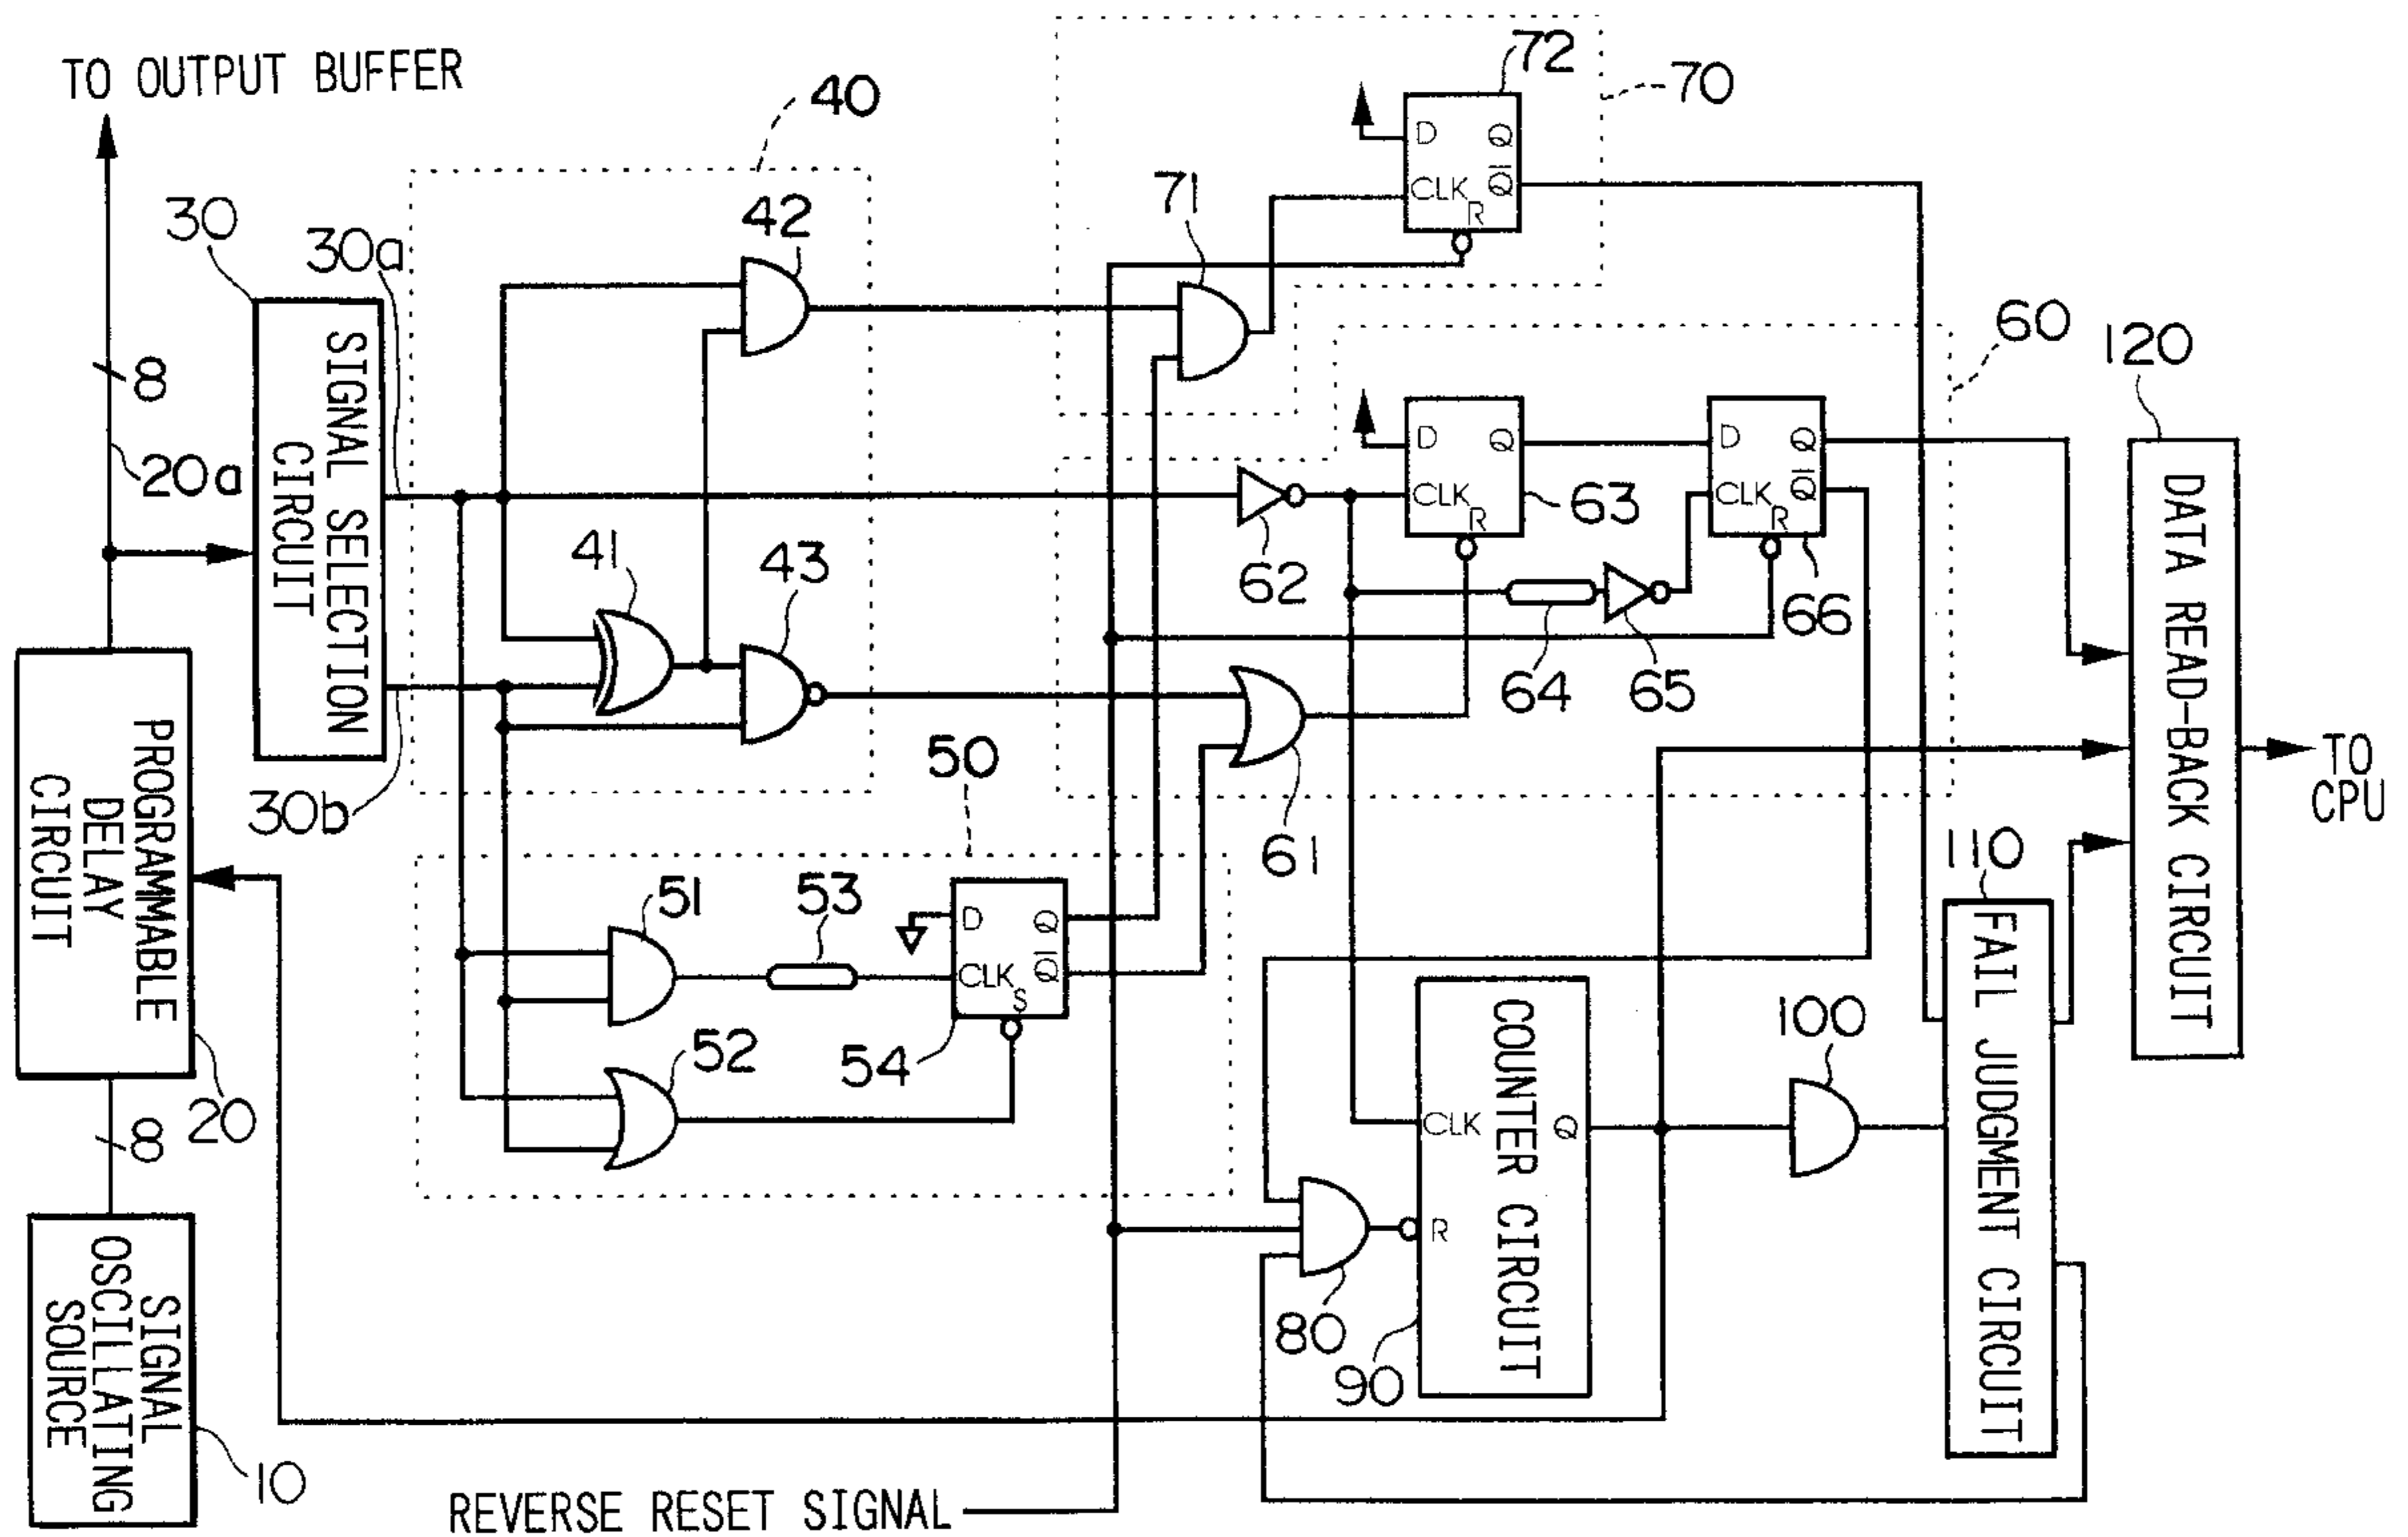 TO OUTPUT BUFFER
8
20a
30
30a
SIGNAL SELECTION
CIRCUIT
30b
PROGRAMMABLE
DELAY
CIRCUIT
20
8
SIGNAL
OSCILLATING
SOURCE
10
40
42
41
43
50
51
53
D Q
CLK Q
S
54
52
70
72
D Q
CLK Q
R
71
60
62
D Q
CLK
R
63
D Q
CLK Q
R
66
64
65
61
COUNTER CIRCUIT
CLK Q
R
80
90
100
110
FAIL JUDGMENT CIRCUIT
120
DATA READ-BACK CIRCUIT
TO
CPU
REVERSE RESET SIGNAL